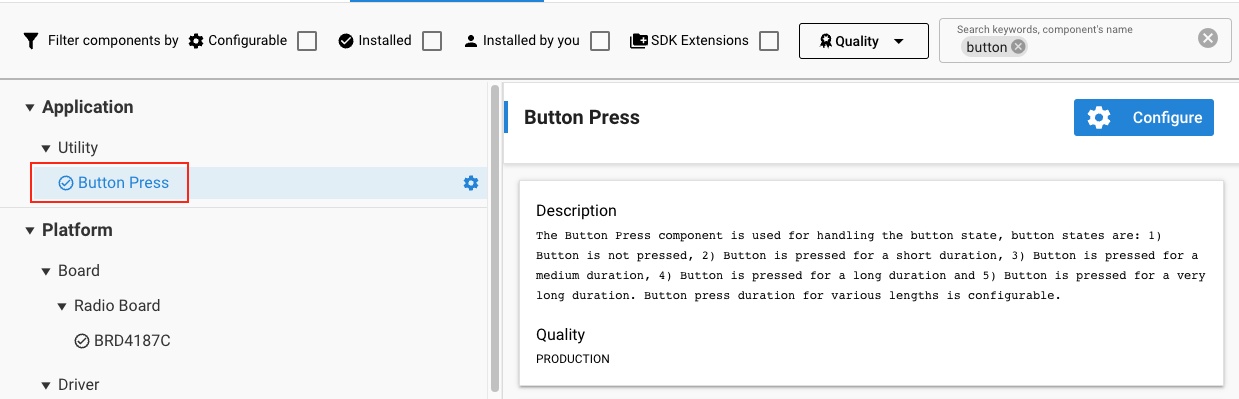 Filter components by Configurable Installed Installed by you SDK Extensions Quality
Search keywords, component's name
button
Application
Utility
Button Press
Platform
Board
Radio Board
BRD4187C
Driver
Button Press
Configure
Description
The Button Press component is used for handling the button state, button states are: 1)
Button is not pressed, 2) Button is pressed for a short duration, 3) Button is pressed for a
medium duration, 4) Button is pressed for a long duration and 5) Button is pressed for a very
long duration. Button press duration for various lengths is configurable.
Quality
PRODUCTION